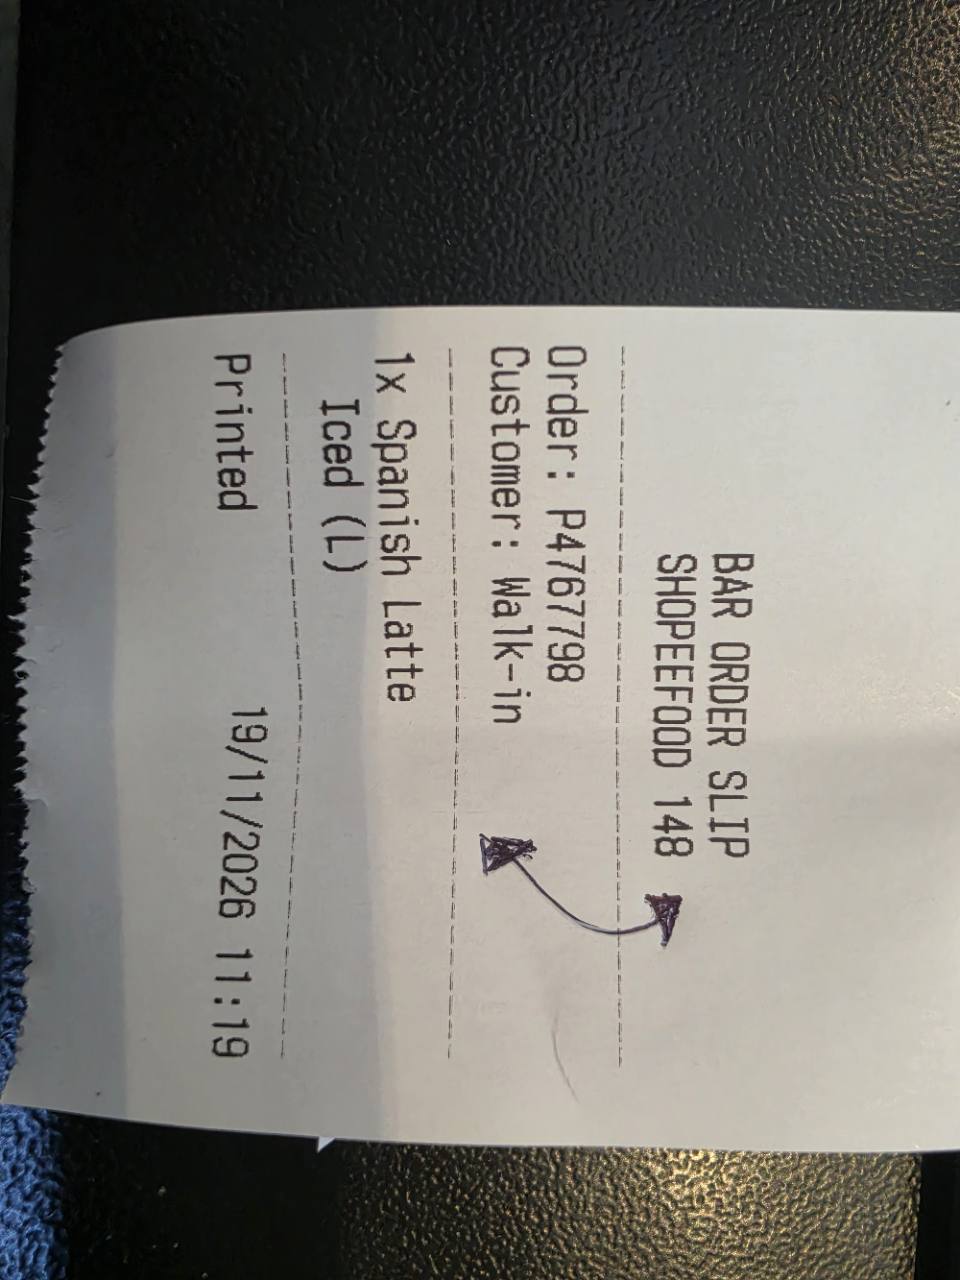 BAR ORDER SLIP
SHOPEEFOOD 148
Order: P4767798
Customer: Walk-in
1x Spanish Latte
Iced (L)
Printed 19/11/2026 11:19